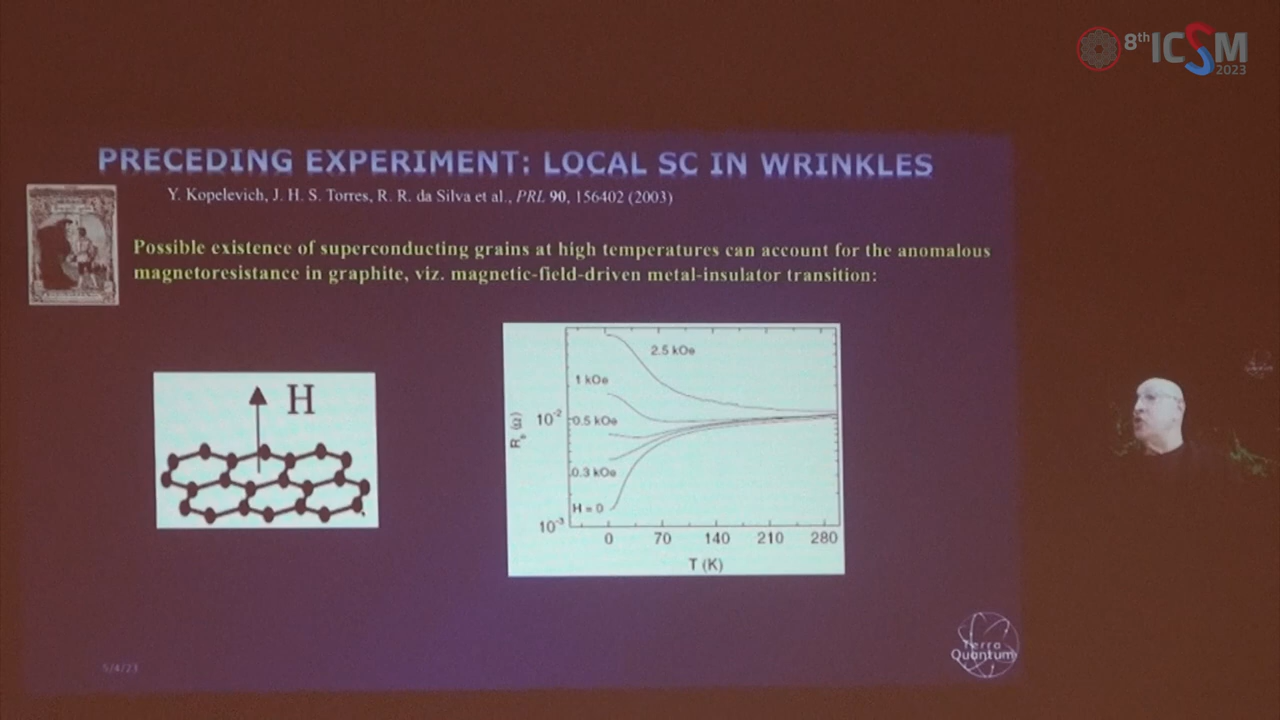 8th ICSM 2023
PRECEDING EXPERIMENT: LOCAL SC IN WRINKLES
Y. Kopelevich, J. H. S. Torres, R. R. da Silva et al., PRL 90, 156402 (2003)
Possible existence of superconducting grains at high temperatures can account for the anomalous
magnetoresistance in graphite, viz. magnetic-field-driven metal-insulator transition:
H
2.5 kOe
1 kOe
0.5 kOe
0.3 kOe
H = 0
10-2
10-3
0 70 140 210 280
T (K)
5/4/23
Terra
Quantum